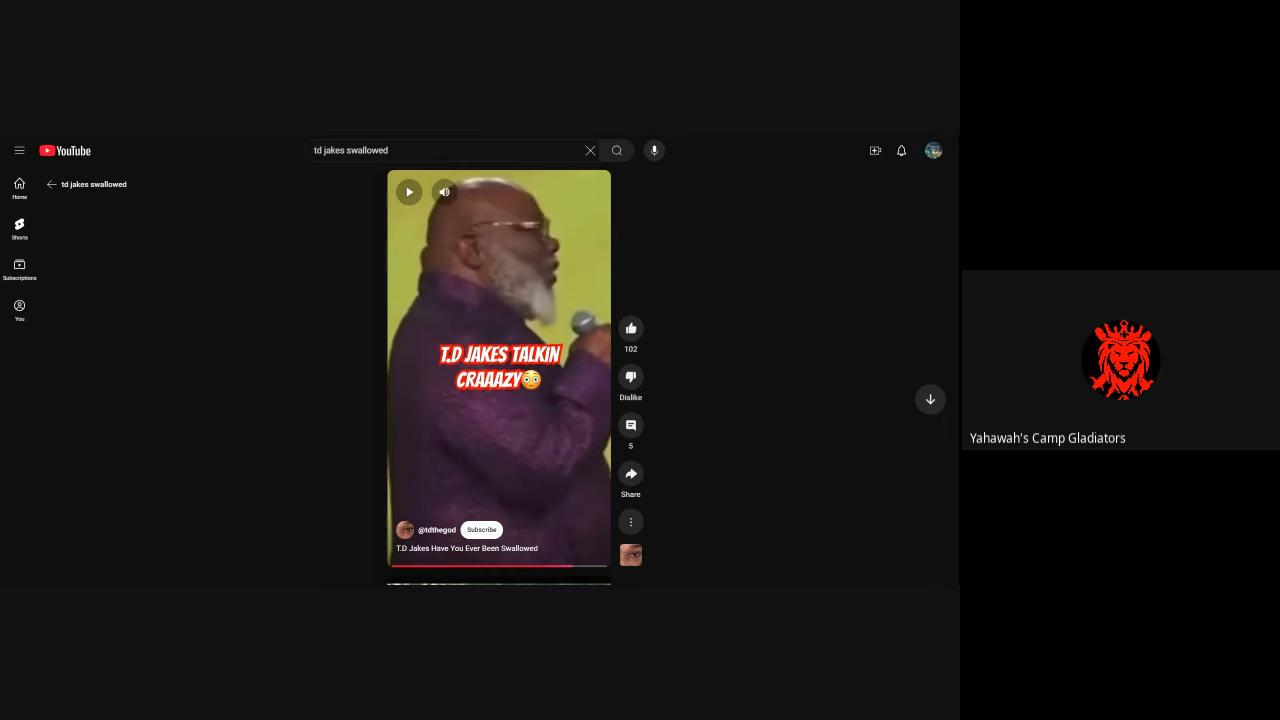 YouTube
td jakes swallowed
Home
td jakes swallowed
Shorts
Subscriptions
You
T.D JAKES TALKIN
CRAAAZY😳
102
Dislike
5
Share
@tdthegod
Subscribe
T.D Jakes Have You Ever Been Swallowed
Yahawah's Camp Gladiators